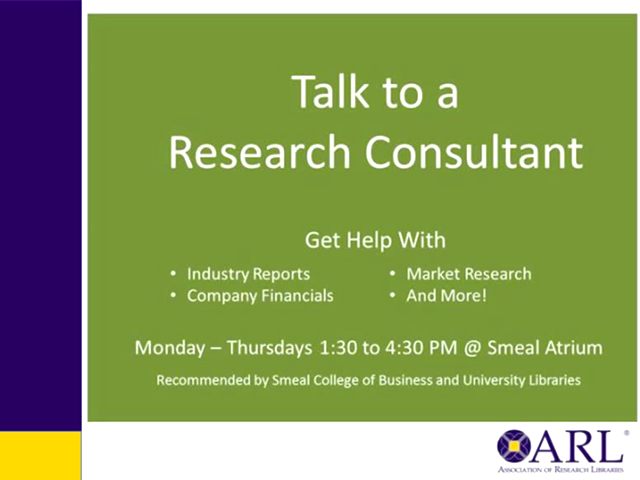 Talk to a
Research Consultant
Get Help With
• Industry Reports
• Company Financials
• Market Research
• And More!
Monday – Thursdays 1:30 to 4:30 PM @ Smeal Atrium
Recommended by Smeal College of Business and University Libraries
ARL®
ASSOCIATION OF RESEARCH LIBRARIES